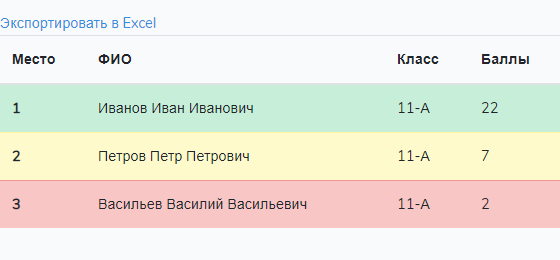 Экспортировать в Excel
Место ФИО Класс Баллы
1 Иванов Иван Иванович 11-А 22
2 Петров Петр Петрович 11-А 7
3 Васильев Василий Васильевич 11-А 2